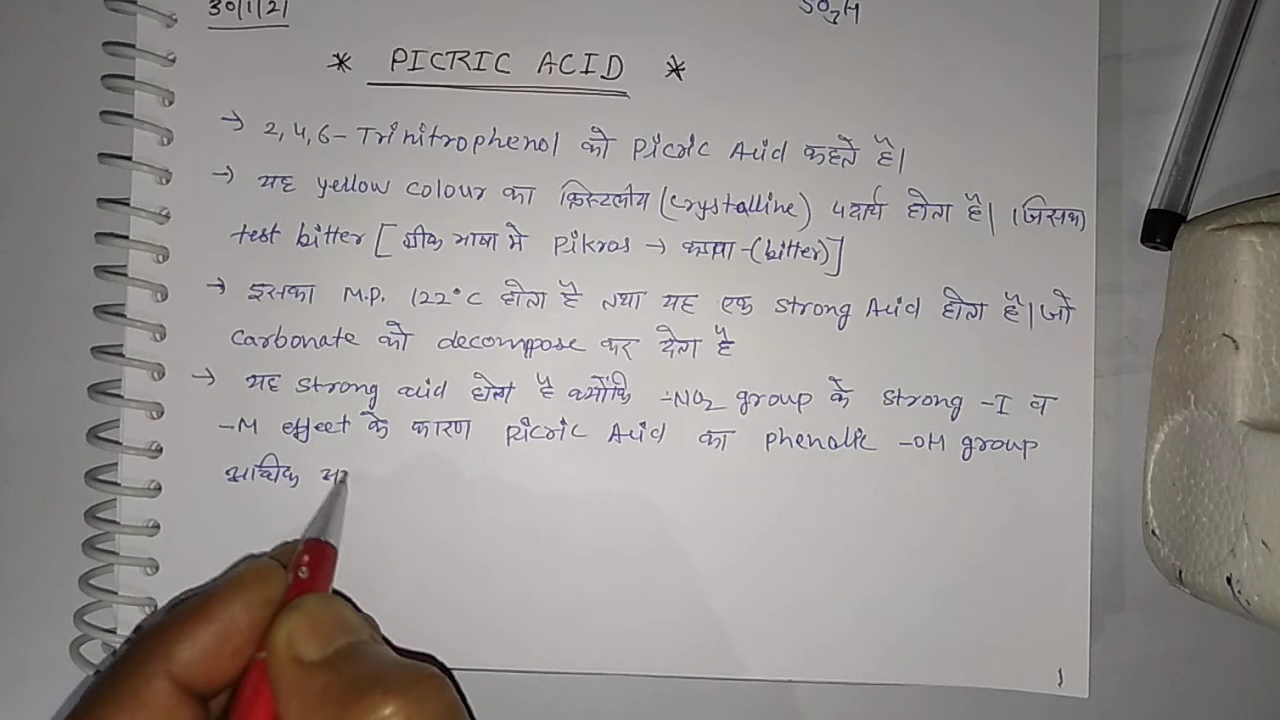 30/1/21
SO3H
* PICRIC ACID *
→ 2,4,6- Trinitrophenol को Picric Acid कहते है।
→ यह yellow colour का क्रिस्टलीय (crystalline) पदार्थ होता है। जिसका
test bitter [ ग्रीक भाषा मे Pikros → कड़वा -(bitter)]
→ इसका M.P. 122°C होता है तथा यह एक strong Acid होता है। जो
carbonate को decompose कर देता है
→ यह strong acid होता है क्योंकि -NO2 group के strong -I व
-M effect के कारण Picric Acid का phenolic -OH group